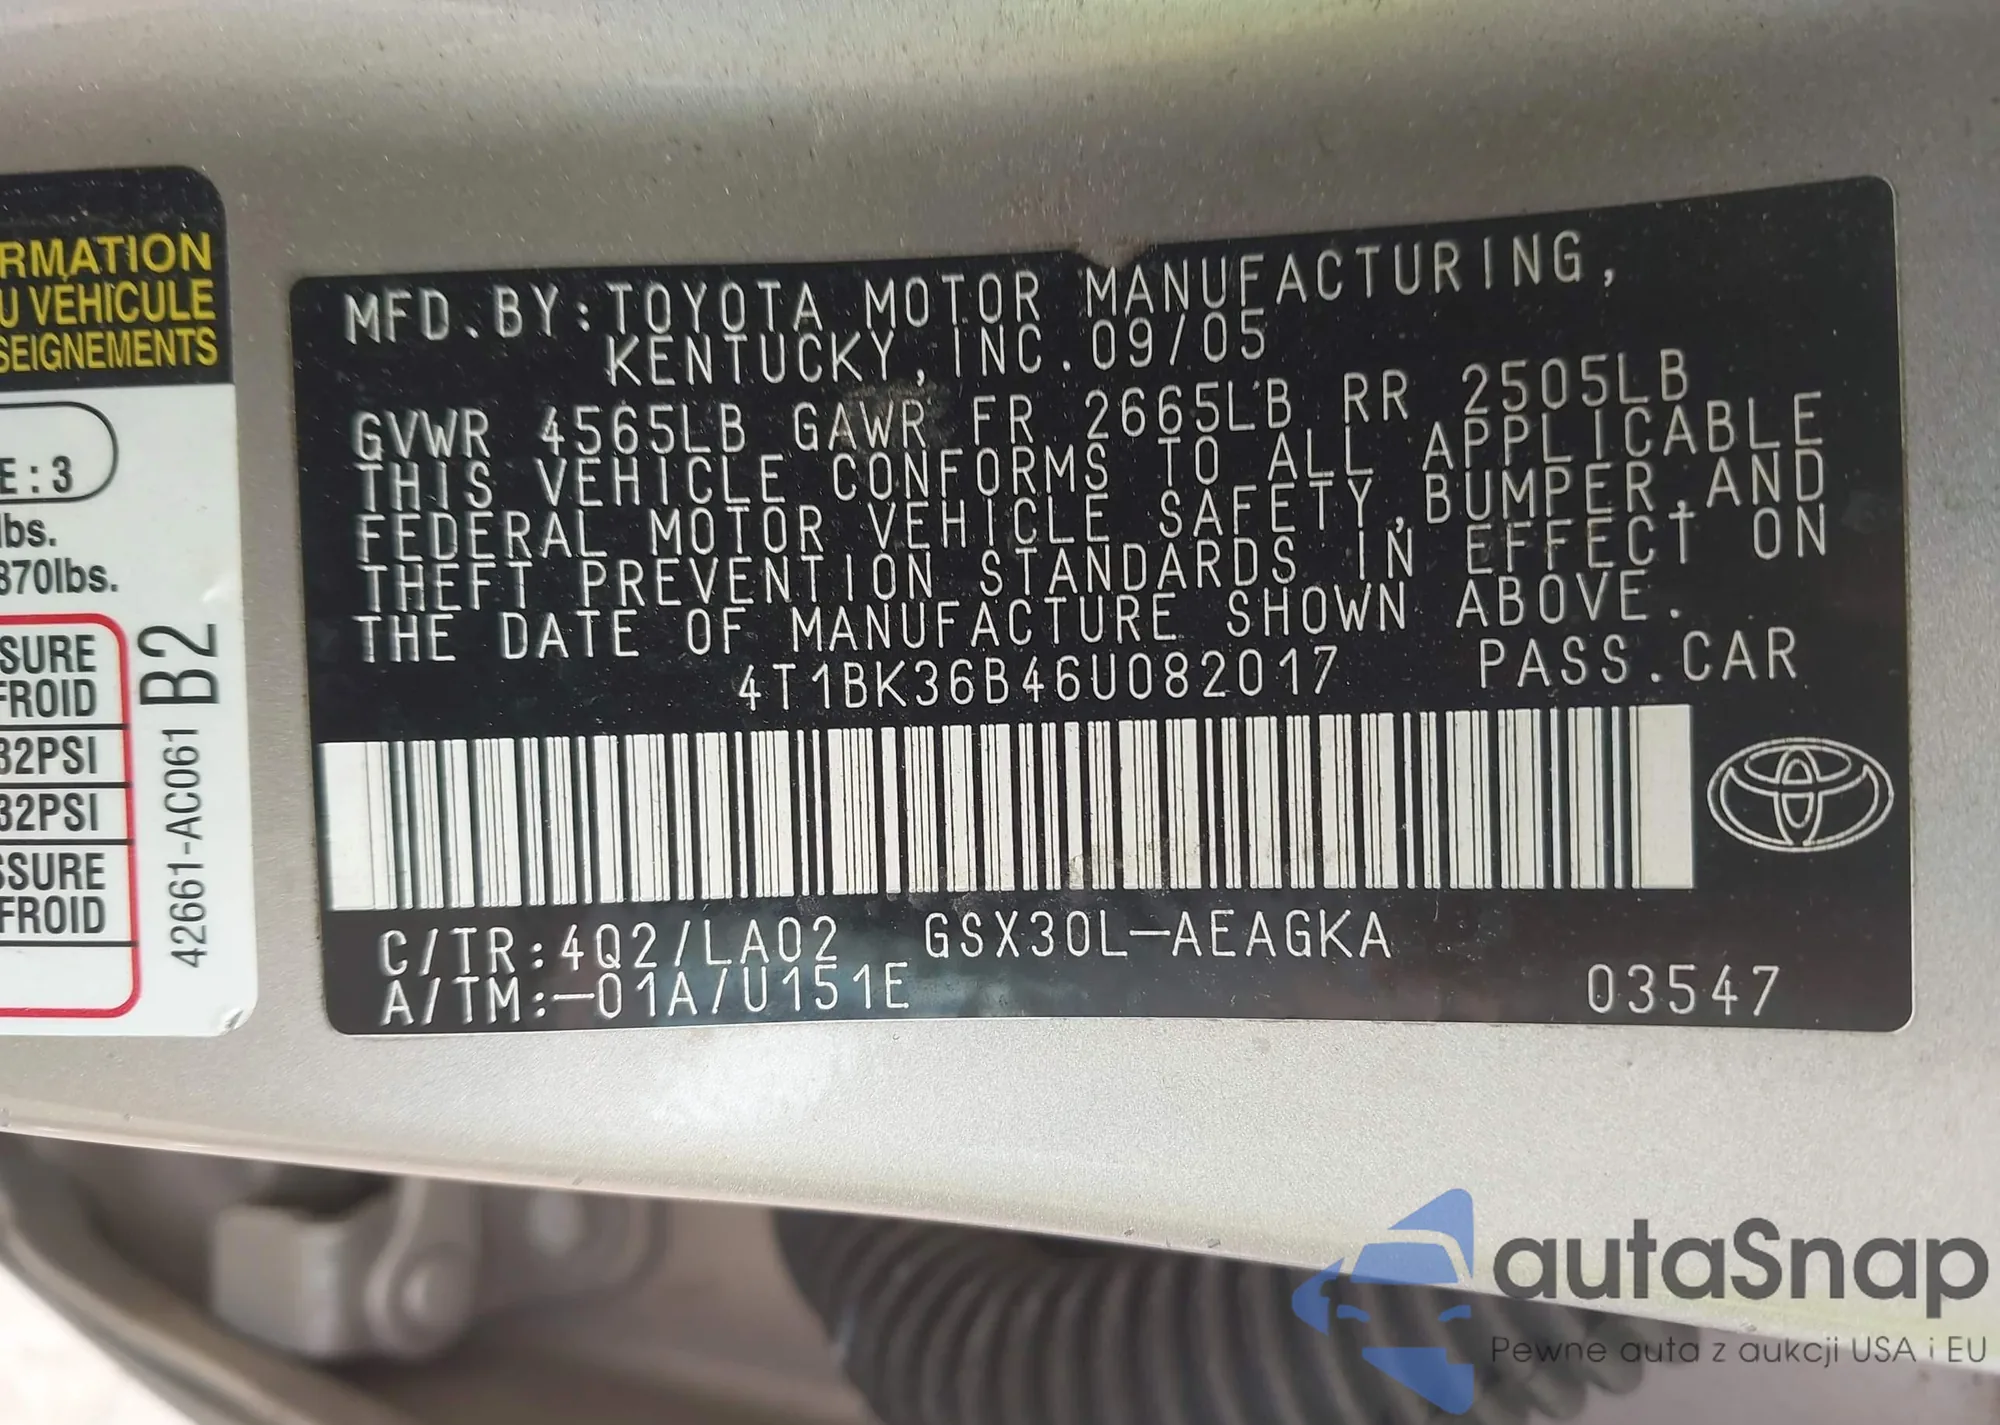 RMATION
U VÉHICULE
SEIGNEMENTS
E : 3
lbs.
870lbs.
SURE
FROID
32PSI
32PSI
SSURE
FROID
42661-AC061 B2
MFD.BY:TOYOTA MOTOR MANUFACTURING,
KENTUCKY, INC.09/05
GVWR 4565LB GAWR FR 2665LB RR 2505LB
THIS VEHICLE CONFORMS TO ALL APPLICABLE
FEDERAL MOTOR VEHICLE SAFETY,BUMPER,AND
THEFT PREVENTION STANDARDS IN EFFECT ON
THE DATE OF MANUFACTURE SHOWN ABOVE.
4T1BK36B46U082017 PASS.CAR
C/TR:4Q2/LA02 GSX30L-AEAGKA
A/TM:-01A/U151E 03547
autaSnap
Pewne auta z aukcji USA i EU